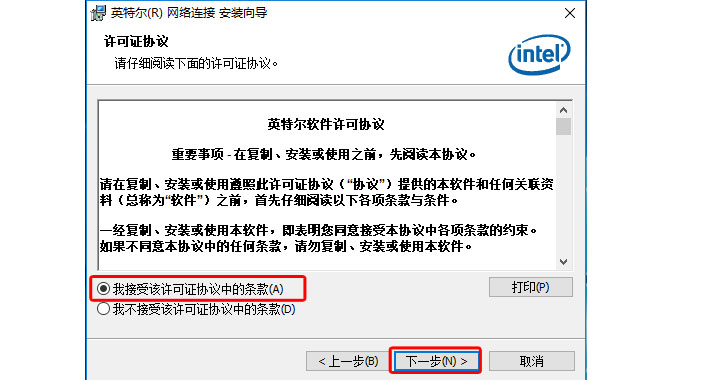 英特尔(R) 网络连接 安装向导
许可证协议
请仔细阅读下面的许可证协议。
intel
英特尔软件许可协议
重要事项 - 在复制、安装或使用之前，先阅读本协议。
请在复制、安装或使用遵照此许可证协议（“协议”）提供的本软件和任何关联资
料（总称为“软件”）之前，首先仔细阅读以下各项条款与条件。
一经复制、安装或使用本软件，即表明您同意接受本协议中各项条款的约束。
如果不同意本协议中的任何条款，请勿复制、安装或使用本软件。
我接受该许可证协议中的条款(A)
打印(P)
我不接受该许可证协议中的条款(D)
< 上一步(B)
下一步(N) >
取消